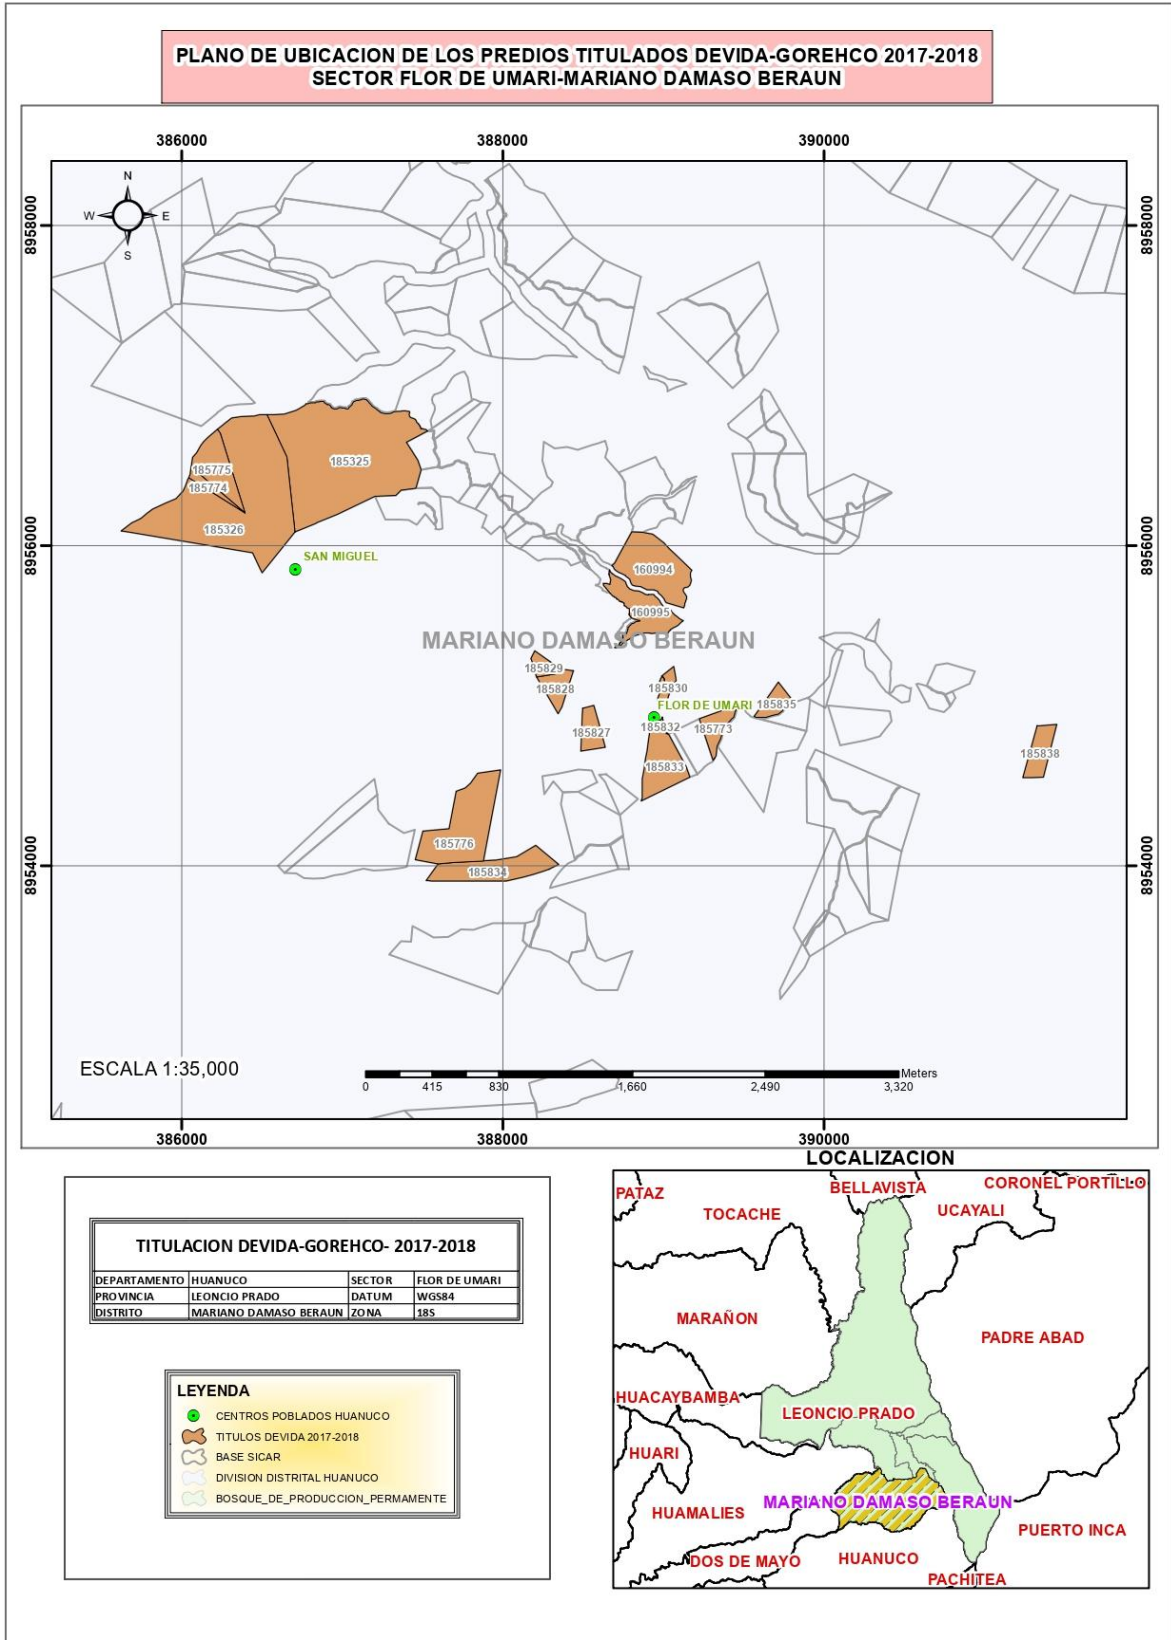 PLANO DE UBICACION DE LOS PREDIOS TITULADOS DEVIDA-GOREHCO 2017-2018
SECTOR FLOR DE UMARI-MARIANO DAMASO BERAUN
386000 388000 390000
N
W E
S
8958000 8958000
185325
185775
185774
185326
8956000 8956000
SAN MIGUEL
160994
160995
MARIANO DAMASO BERAUN
185829
185828
185830
FLOR DE UMARI
185835
185832
185827
185773
185838
185833
185776
185834
8954000 8954000
ESCALA 1:35,000
0 415 830 1,660 2,490 3,320 Meters
386000 388000 390000
TITULACION DEVIDA-GOREHCO- 2017-2018
DEPARTAMENTO HUANUCO SECTOR FLOR DE UMARI
PROVINCIA LEONCIO PRADO DATUM WGS84
DISTRITO MARIANO DAMASO BERAUN ZONA 18S
LEYENDA
CENTROS POBLADOS HUANUCO
TITULOS DEVIDA 2017-2018
BASE SICAR
DIVISION DISTRITAL HUANUCO
BOSQUE_DE_PRODUCCION_PERMAMENTE
LOCALIZACION
PATAZ
BELLAVISTA
CORONEL PORTILLO
TOCACHE
UCAYALI
MARAÑON
PADRE ABAD
HUACAYBAMBA
LEONCIO PRADO
HUARI
MARIANO DAMASO BERAUN
HUAMALIES
PUERTO INCA
DOS DE MAYO
HUANUCO
PACHITEA